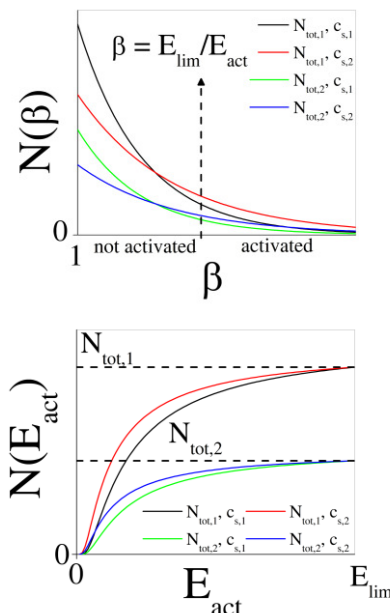 N(β)
β = E_lim/E_act
N_tot,1, c_s,1
N_tot,1, c_s,2
N_tot,2, c_s,1
N_tot,2, c_s,2
0
not activated
activated
1
β
N(E_act)
N_tot,1
N_tot,2
N_tot,1, c_s,1
N_tot,1, c_s,2
N_tot,2, c_s,1
N_tot,2, c_s,2
0
0
E_act
E_lim